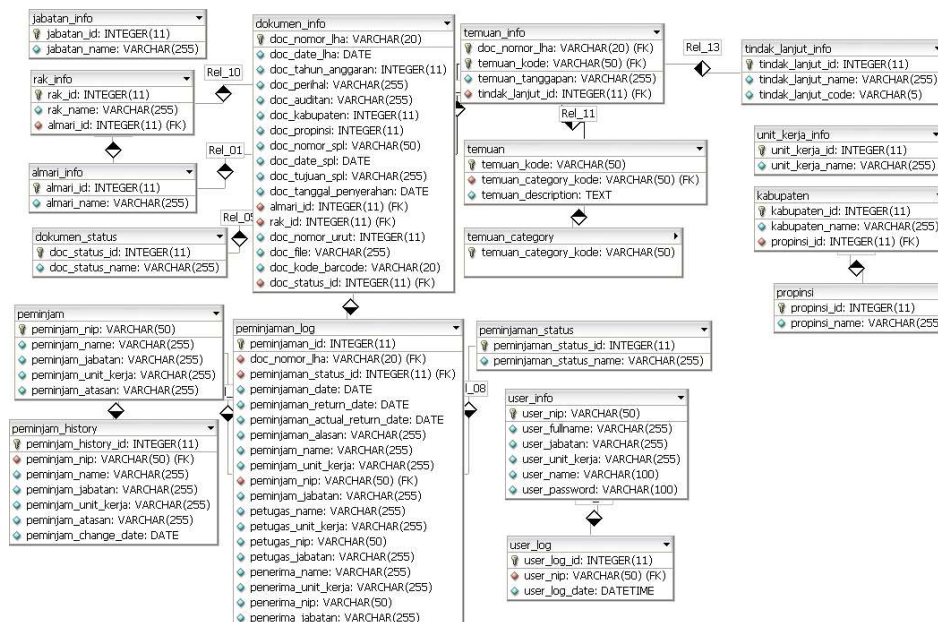 jabatan_info
jabatan_id: INTEGER(11)
jabatan_name: VARCHAR(255)
rak_info
rak_id: INTEGER(11)
rak_name: VARCHAR(255)
almari_id: INTEGER(11) (FK)
Rel_10
almari_info
almari_id: INTEGER(11)
almari_name: VARCHAR(255)
Rel_01
dokumen_status
doc_status_id: INTEGER(11)
doc_status_name: VARCHAR(255)
dokumen_info
doc_nomor_lha: VARCHAR(20)
doc_date_lha: DATE
doc_tahun_anggaran: INTEGER(11)
doc_perihal: VARCHAR(255)
doc_auditan: VARCHAR(255)
doc_kabupaten: INTEGER(11)
doc_propinsi: INTEGER(11)
doc_nomor_spl: VARCHAR(50)
doc_date_spl: DATE
doc_tujuan_spl: VARCHAR(255)
doc_tanggal_penyerahan: DATE
almari_id: INTEGER(11) (FK)
rak_id: INTEGER(11) (FK)
doc_nomor_urut: INTEGER(11)
doc_file: VARCHAR(255)
doc_kode_barcode: VARCHAR(20)
doc_status_id: INTEGER(11) (FK)
temuan_info
doc_nomor_lha: VARCHAR(20) (FK)
temuan_kode: VARCHAR(50) (FK)
temuan_tanggapan: VARCHAR(255)
tindak_lanjut_id: INTEGER(11) (FK)
Rel_13
Rel_11
temuan
temuan_kode: VARCHAR(50)
temuan_category_kode: VARCHAR(50) (FK)
temuan_description: TEXT
temuan_category
temuan_category_kode: VARCHAR(50)
tindak_lanjut_info
tindak_lanjut_id: INTEGER(11)
tindak_lanjut_name: VARCHAR(255)
tindak_lanjut_code: VARCHAR(5)
unit_kerja_info
unit_kerja_id: INTEGER(11)
unit_kerja_name: VARCHAR(255)
kabupaten
kabupaten_id: INTEGER(11)
kabupaten_name: VARCHAR(255)
propinsi_id: INTEGER(11) (FK)
propinsi
propinsi_id: INTEGER(11)
propinsi_name: VARCHAR(255)
peminjam
peminjam_nip: VARCHAR(50)
peminjam_name: VARCHAR(255)
peminjam_jabatan: VARCHAR(255)
peminjam_unit_kerja: VARCHAR(255)
peminjam_atasan: VARCHAR(255)
peminjam_history
peminjam_history_id: INTEGER(11)
peminjam_nip: VARCHAR(50) (FK)
peminjam_name: VARCHAR(255)
peminjam_jabatan: VARCHAR(255)
peminjam_unit_kerja: VARCHAR(255)
peminjam_atasan: VARCHAR(255)
peminjam_change_date: DATE
peminjaman_log
peminjaman_id: INTEGER(11)
doc_nomor_lha: VARCHAR(20) (FK)
peminjaman_status_id: INTEGER(11) (FK)
peminjaman_date: DATE
peminjaman_return_date: DATE
peminjaman_actual_return_date: DATE
peminjaman_alasan: VARCHAR(255)
peminjam_name: VARCHAR(255)
peminjam_unit_kerja: VARCHAR(255)
peminjam_nip: VARCHAR(50) (FK)
peminjam_jabatan: VARCHAR(255)
petugas_name: VARCHAR(255)
petugas_unit_kerja: VARCHAR(255)
petugas_nip: VARCHAR(50)
petugas_jabatan: VARCHAR(255)
penerima_name: VARCHAR(255)
penerima_unit_kerja: VARCHAR(255)
penerima_nip: VARCHAR(50)
penerima_jabatan: VARCHAR(255)
peminjaman_status
peminjaman_status_id: INTEGER(11)
peminjaman_status_name: VARCHAR(255)
user_info
user_nip: VARCHAR(50)
user_fullname: VARCHAR(255)
user_jabatan: VARCHAR(255)
user_unit_kerja: VARCHAR(255)
user_name: VARCHAR(100)
user_password: VARCHAR(100)
user_log
user_log_id: INTEGER(11)
user_nip: VARCHAR(50) (FK)
user_log_date: DATETIME